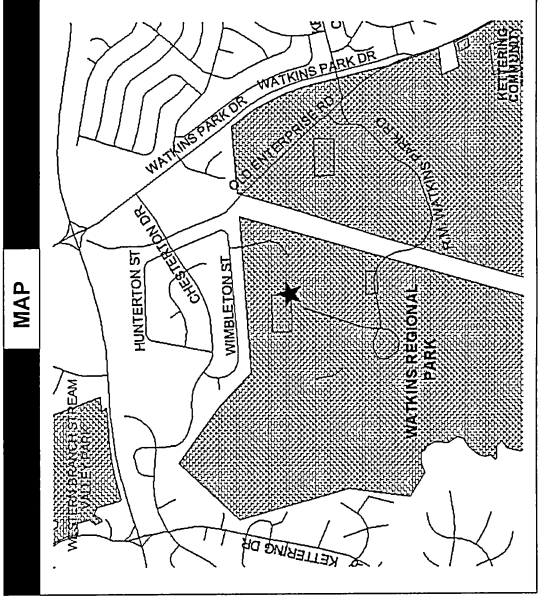 MAP
WATKINS PARK DR
WATKINS PARK DR
OLD ENTERPRISE RD
R.M. WATKINS PARK RD
KETTERING
COMMUNI
HUNTERTON ST
CHESTERTON DR
WIMBLETON ST
WATKINS REGIONAL
PARK
WESTERN BRANCH STREAM
VALLEY PARK
KETTERING DR